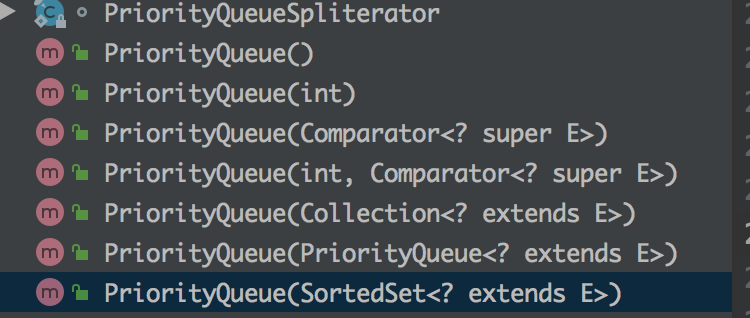 PriorityQueueSpliterator
PriorityQueue()
PriorityQueue(int)
PriorityQueue(Comparator<? super E>)
PriorityQueue(int, Comparator<? super E>)
PriorityQueue(Collection<? extends E>)
PriorityQueue(PriorityQueue<? extends E>)
PriorityQueue(SortedSet<? extends E>)